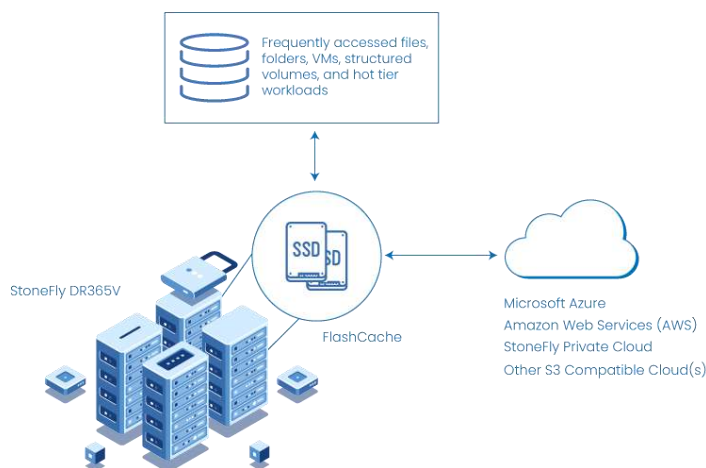 Frequently accessed files,
folders, VMs, structured
volumes, and hot tier
workloads
SSD
SD
StoneFly DR365V
FlashCache
Microsoft Azure
Amazon Web Services (AWS)
StoneFly Private Cloud
Other S3 Compatible Cloud(s)